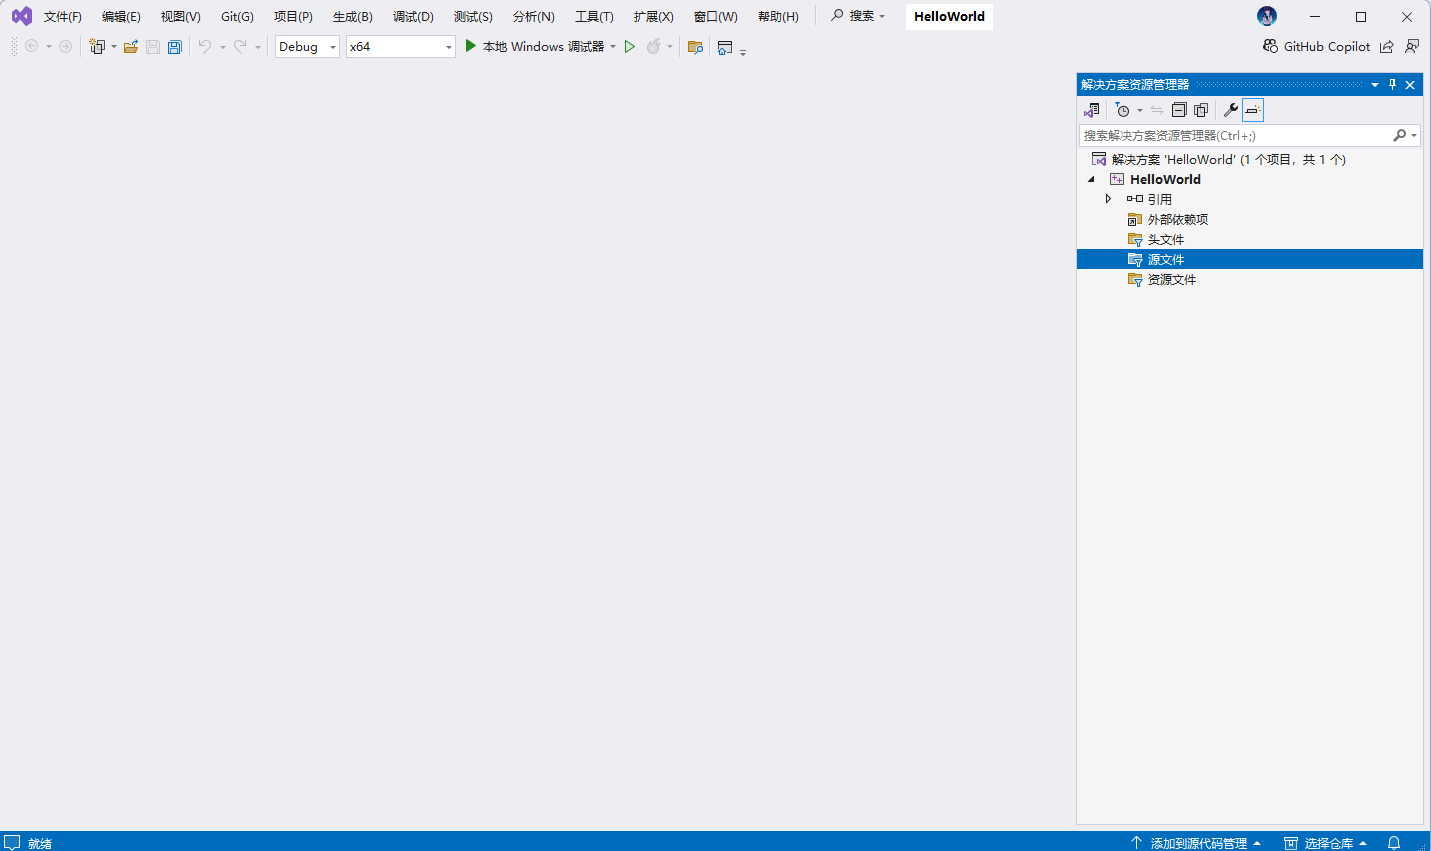 文件(F) 编辑(E) 视图(V) Git(G) 项目(P) 生成(B) 调试(D) 测试(S) 分析(N) 工具(T) 扩展(X) 窗口(W) 帮助(H) 搜索 HelloWorld
Debug x64 本地 Windows 调试器 GitHub Copilot
解决方案资源管理器
搜索解决方案资源管理器(Ctrl+;)
解决方案 'HelloWorld' (1 个项目，共 1 个)
HelloWorld
引用
外部依赖项
头文件
源文件
资源文件
就绪 添加到源代码管理 选择仓库